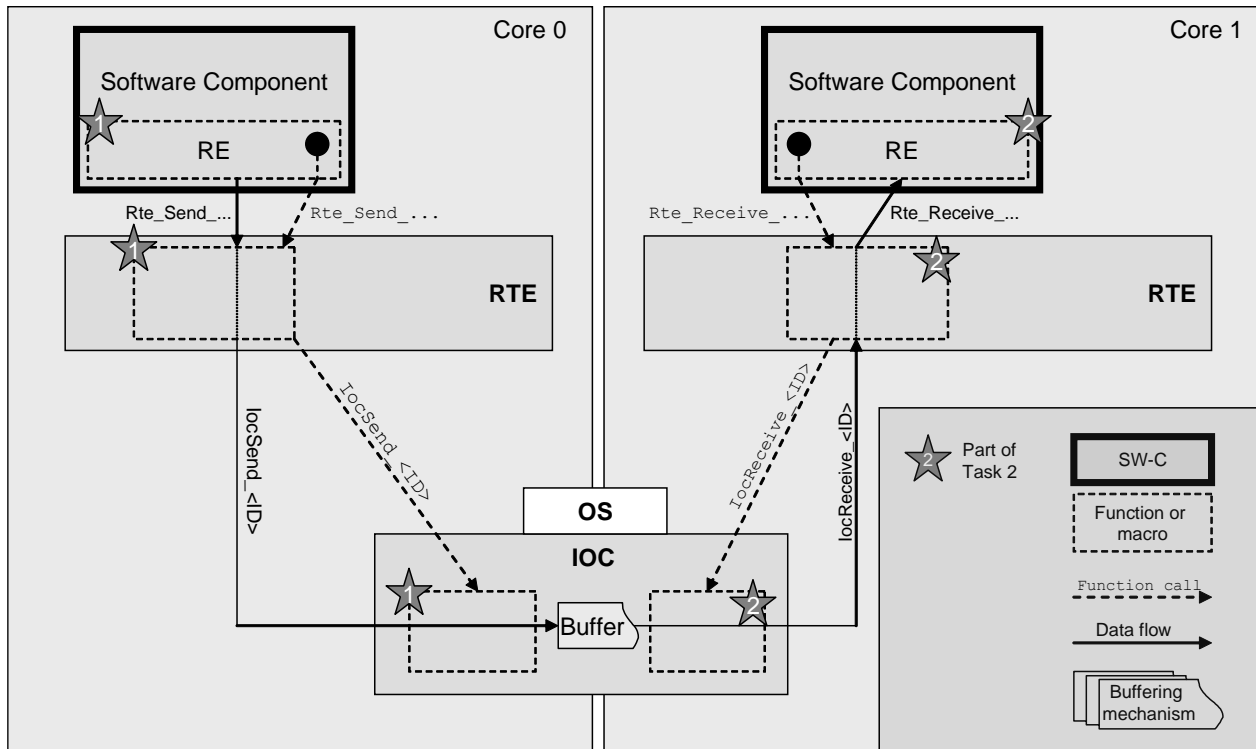 Core 0
Software Component
1
RE
Rte_Send_...
Rte_Send_...
1
RTE
IocSend_<ID>
IocSend_<ID>
Core 1
Software Component
2
RE
Rte_Receive_...
Rte_Receive_...
2
RTE
IocReceive_<ID>
IocReceive_<ID>
OS
IOC
1
Buffer
2
2
Part of
Task 2
SW-C
Function or
macro
Function call
Data flow
Buffering
mechanism